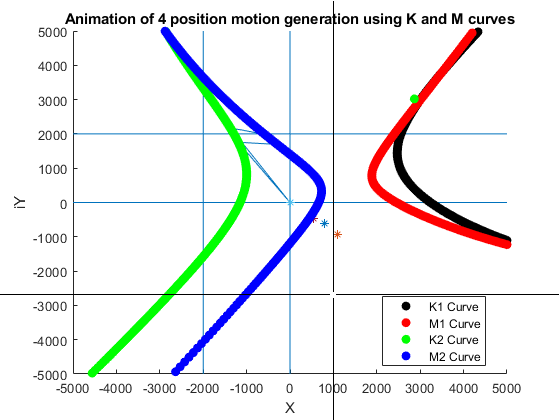 Animation of 4 position motion generation using K and M curves
5000
4000
3000
2000
1000
0
-1000
-2000
-3000
-4000
-5000
iY
-5000 -4000 -3000 -2000 -1000 0 1000 2000 3000 4000 5000
X
K1 Curve
M1 Curve
K2 Curve
M2 Curve